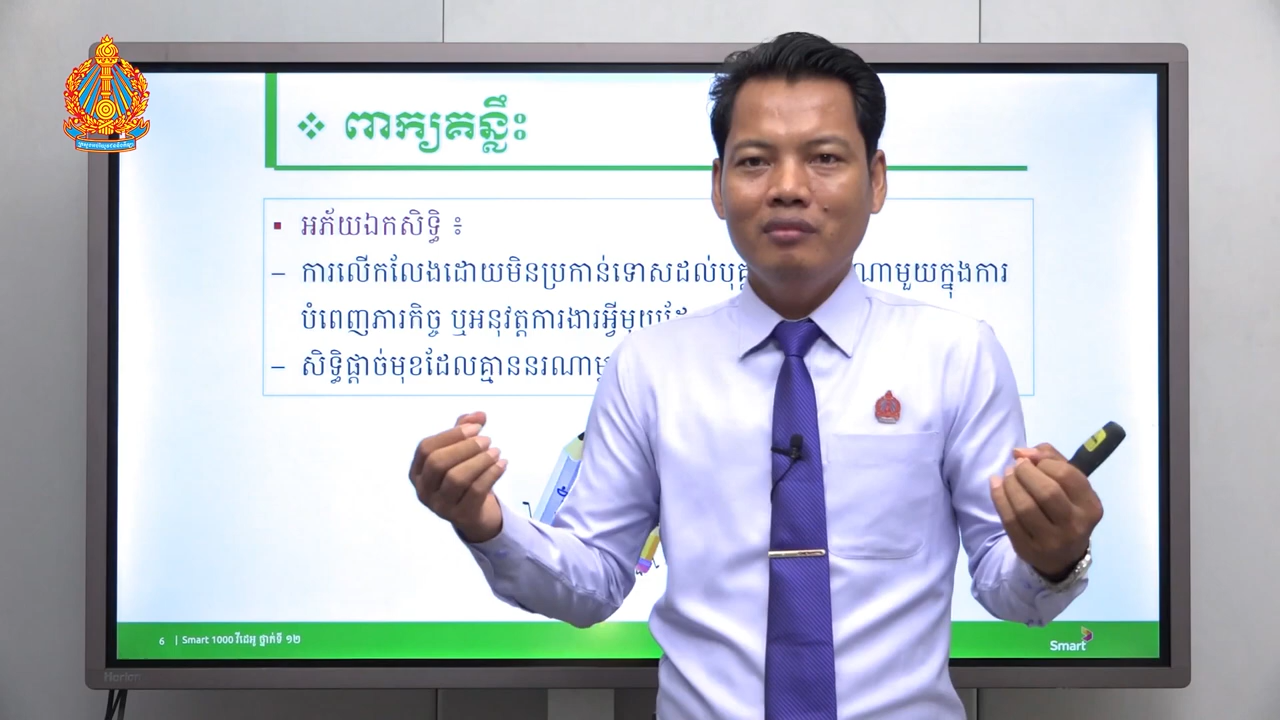 ❖ ពាក្យគន្លឹះ
▪ អភ័យឯកសិទ្ធិ ៖
– ការលើកលែងដោយមិនប្រកាន់ទោសដល់ ណាមួយក្នុងការ
បំពេញភារកិច្ច ឬអនុវត្តការងារអ្វីមួយ
– សិទ្ធិផ្តាច់មុខដែលគ្មាននរណា
6 | Smart 1000 វីដេអូ ថ្នាក់ទី ១២
Smart
Horion